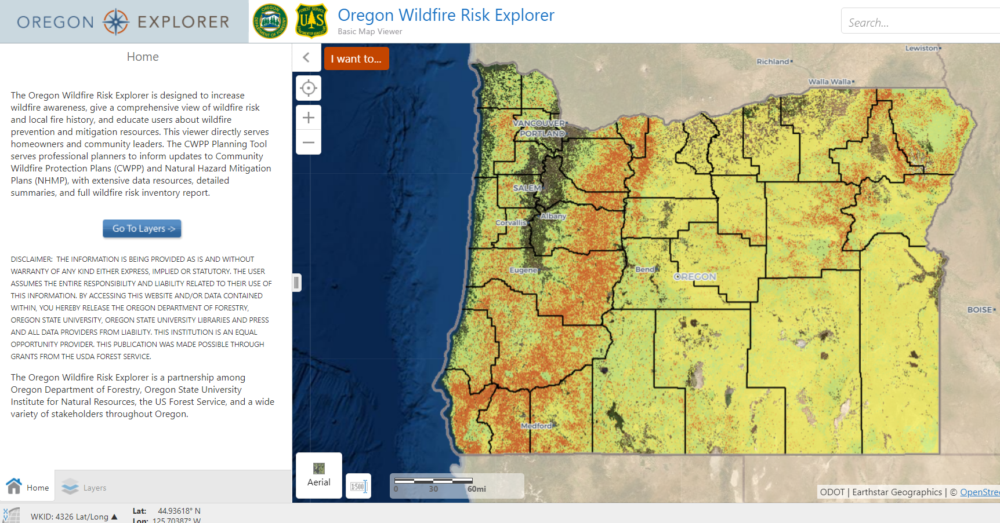 OREGON EXPLORER
Oregon Wildfire Risk Explorer
Basic Map Viewer
Search...
Home
The Oregon Wildfire Risk Explorer is designed to increase
wildfire awareness, give a comprehensive view of wildfire risk
and local fire history, and educate users about wildfire
prevention and mitigation resources. This viewer directly serves
homeowners and community leaders. The CWPP Planning Tool
serves professional planners to inform updates to Community
Wildfire Protection Plans (CWPP) and Natural Hazard Mitigation
Plans (NHMP), with extensive data resources, detailed
summaries, and full wildfire risk inventory report.
Go To Layers ->
DISCLAIMER: THE INFORMATION IS BEING PROVIDED AS IS AND WITHOUT
WARRANTY OF ANY KIND EITHER EXPRESS, IMPLIED OR STATUTORY. THE USER
ASSUMES THE ENTIRE RESPONSIBILITY AND LIABILITY RELATED TO THEIR USE OF
THIS INFORMATION. BY ACCESSING THIS WEBSITE AND/OR DATA CONTAINED
WITHIN, YOU HEREBY RELEASE THE OREGON DEPARTMENT OF FORESTRY,
OREGON STATE UNIVERSITY, OREGON STATE UNIVERSITY LIBRARIES AND PRESS
AND ALL DATA PROVIDERS FROM LIABILITY. THIS INSTITUTION IS AN EQUAL
OPPORTUNITY PROVIDER. THIS PUBLICATION WAS MADE POSSIBLE THROUGH
GRANTS FROM THE USDA FOREST SERVICE.
The Oregon Wildfire Risk Explorer is a partnership among
Oregon Department of Forestry, Oregon State University
Institute for Natural Resources, the US Forest Service, and a wide
variety of stakeholders throughout Oregon.
Home
Layers
WKID: 4326 Lat/Long ▲
Lat: 44.93618° N
Lon: 125.70387° W
I want to...
Lewiston
Richland
Walla Walla
VANCOUVER
PORTLAND
SALEM
Albany
Corvallis
Eugene
Bend
OREGON
BOISE
Medford
Aerial
1:500
0 30 60mi
ODOT | Earthstar Geographics | © OpenStree
OREGON
DEPARTMENT OF FORESTRY
FOREST SERVICE
U S
DEPARTMENT OF AGRICULTURE